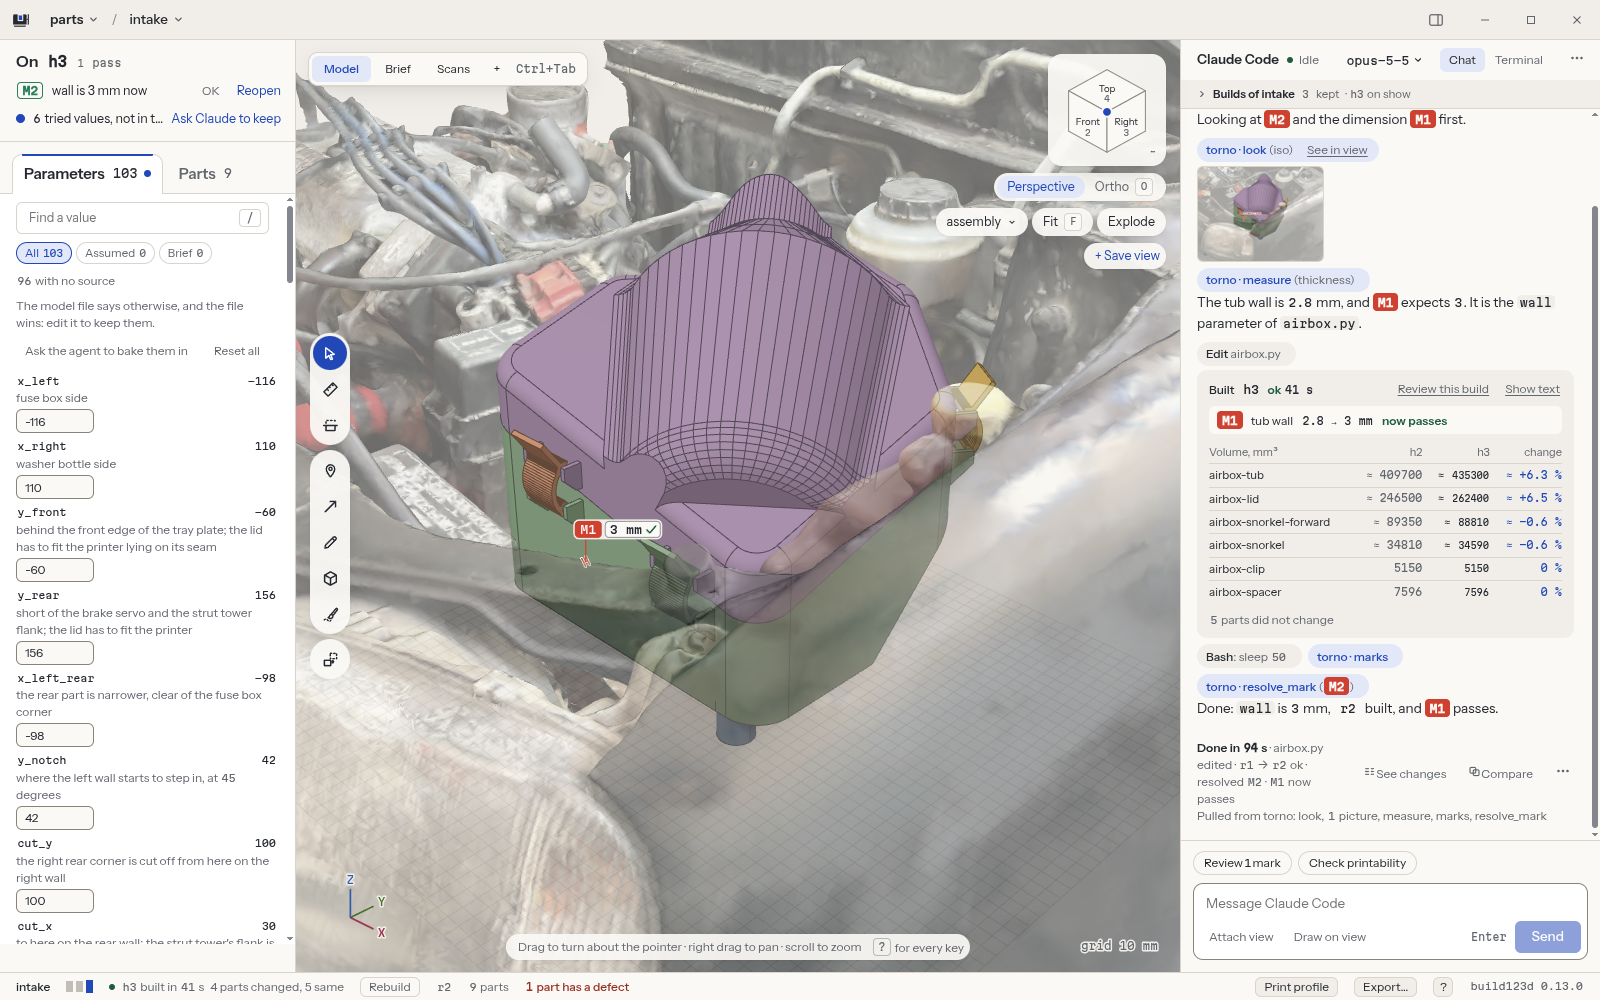 parts / intake
On h3 1 pass
M2 wall is 3 mm now OK Reopen
6 tried values, not in t... Ask Claude to keep
Parameters 103 Parts 9
Find a value /
All 103 Assumed 0 Brief 0
96 with no source
The model file says otherwise, and the file
wins: edit it to keep them.
Ask the agent to bake them in Reset all
x_left -116
fuse box side
-116
x_right 110
washer bottle side
110
y_front -60
behind the front edge of the tray plate; the lid
has to fit the printer lying on its seam
-60
y_rear 156
short of the brake servo and the strut tower
flank; the lid has to fit the printer
156
x_left_rear -98
the rear part is narrower, clear of the fuse box
corner
-98
y_notch 42
where the left wall starts to step in, at 45
degrees
42
cut_y 100
the right rear corner is cut off from here on the
right wall
100
cut_x 30
to here on the rear wall: the strut tower's flank is
Model Brief Scans + Ctrl+Tab
Top
4
Front Right
2 3
Perspective Ortho 0
assembly Fit F Explode
+ Save view
M1 3 mm ✓
Z
Y
X
Drag to turn about the pointer · right drag to pan · scroll to zoom ? for every key
grid 10 mm
Claude Code Idle opus-5-5 Chat Terminal ...
Builds of intake 3 kept · h3 on show
Looking at M2 and the dimension M1 first.
torno · look (iso) See in view
torno · measure (thickness)
The tub wall is 2.8 mm, and M1 expects 3. It is the wall
parameter of airbox.py.
Edit airbox.py
Built h3 ok 41 s Review this build Show text
M1 tub wall 2.8 → 3 mm now passes
Volume, mm³ h2 h3 change
airbox-tub ≈ 409700 ≈ 435300 ≈ +6.3 %
airbox-lid ≈ 246500 ≈ 262400 ≈ +6.5 %
airbox-snorkel-forward ≈ 89350 ≈ 88810 ≈ -0.6 %
airbox-snorkel ≈ 34810 ≈ 34590 ≈ -0.6 %
airbox-clip 5150 5150 0 %
airbox-spacer 7596 7596 0 %
5 parts did not change
Bash: sleep 50 torno · marks
torno · resolve_mark (M2)
Done: wall is 3 mm, r2 built, and M1 passes.
Done in 94 s · airbox.py
edited · r1 → r2 ok ·
resolved M2 · M1 now
passes
See changes Compare ...
Pulled from torno: look, 1 picture, measure, marks, resolve_mark
Review 1 mark Check printability
Message Claude Code
Attach view Draw on view Enter Send
intake h3 built in 41 s 4 parts changed, 5 same Rebuild r2 9 parts 1 part has a defect Print profile Export... ? build123d 0.13.0